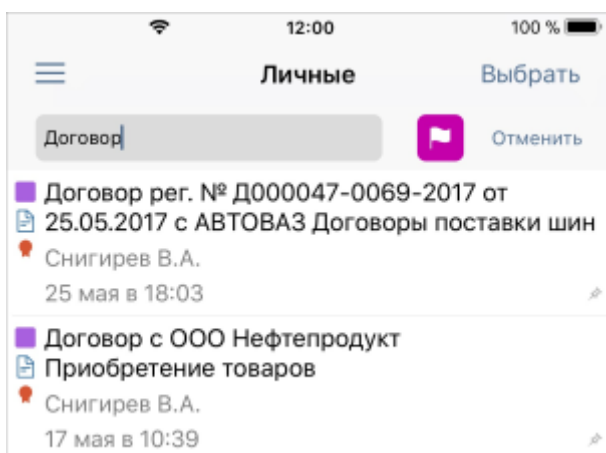 12:00 100 %
Личные Выбрать
Договор Отменить
Договор рег. № Д000047-0069-2017 от
25.05.2017 с АВТОВАЗ Договоры поставки шин
Снигирев В.А.
25 мая в 18:03
Договор с ООО Нефтепродукт
Приобретение товаров
Снигирев В.А.
17 мая в 10:39